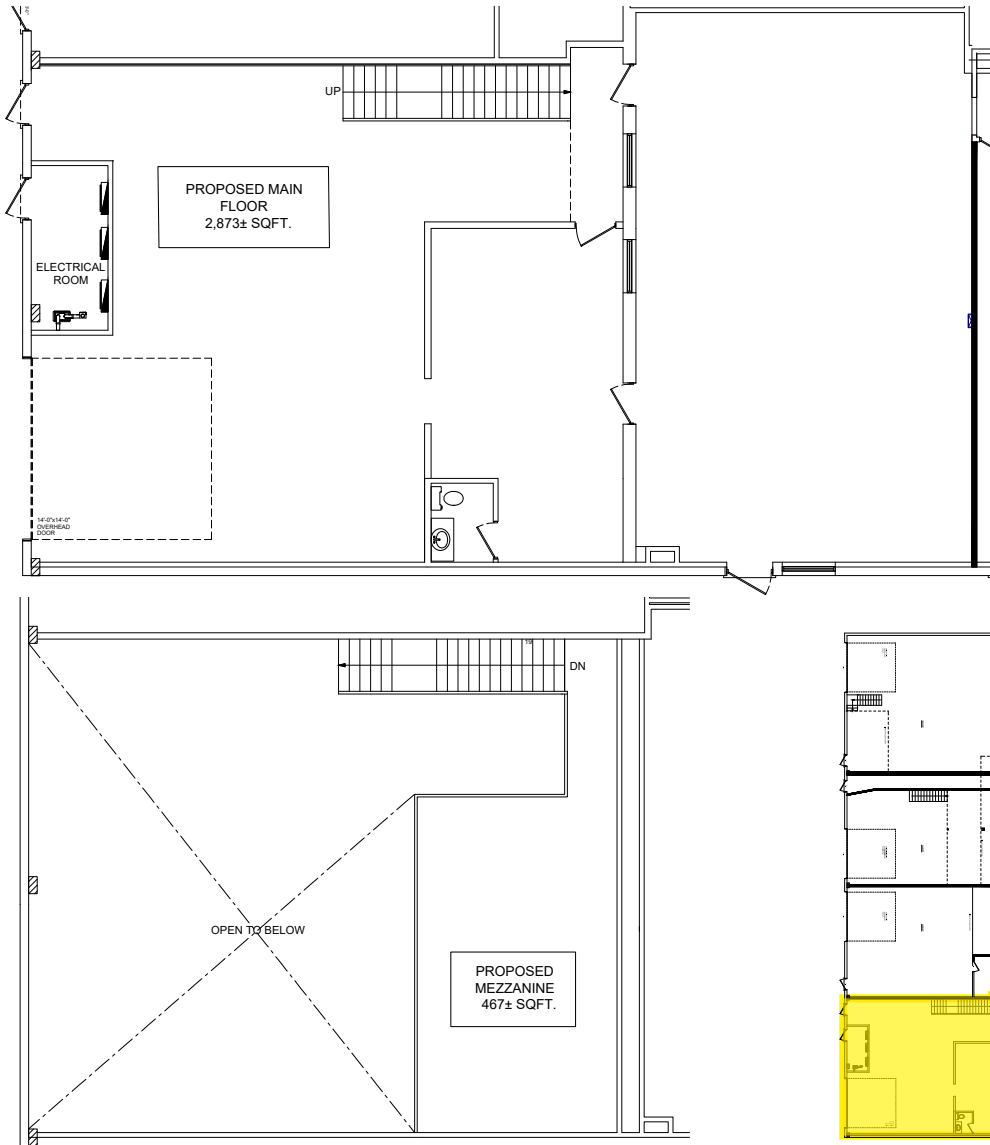 UP
PROPOSED MAIN
FLOOR
2,873± SQFT.
ELECTRICAL
ROOM
14'-0"x14'-0"
OVERHEAD
DOOR
19
DN
OPEN TO BELOW
PROPOSED
MEZZANINE
467± SQFT.